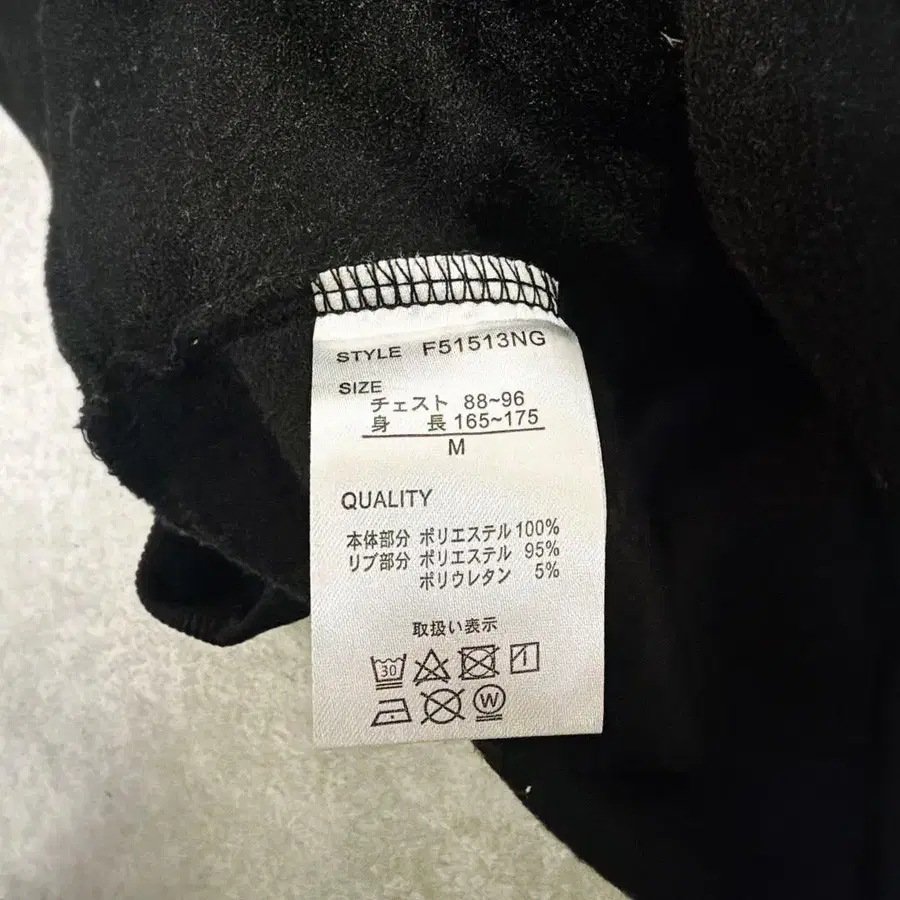 STYLE F51513NG
SIZE
チェスト 88~96
身 長 165~175
M
QUALITY
本体部分 ポリエステル 100%
リブ部分 ポリエステル 95%
ポリウレタン 5%
取扱い表示
30
W